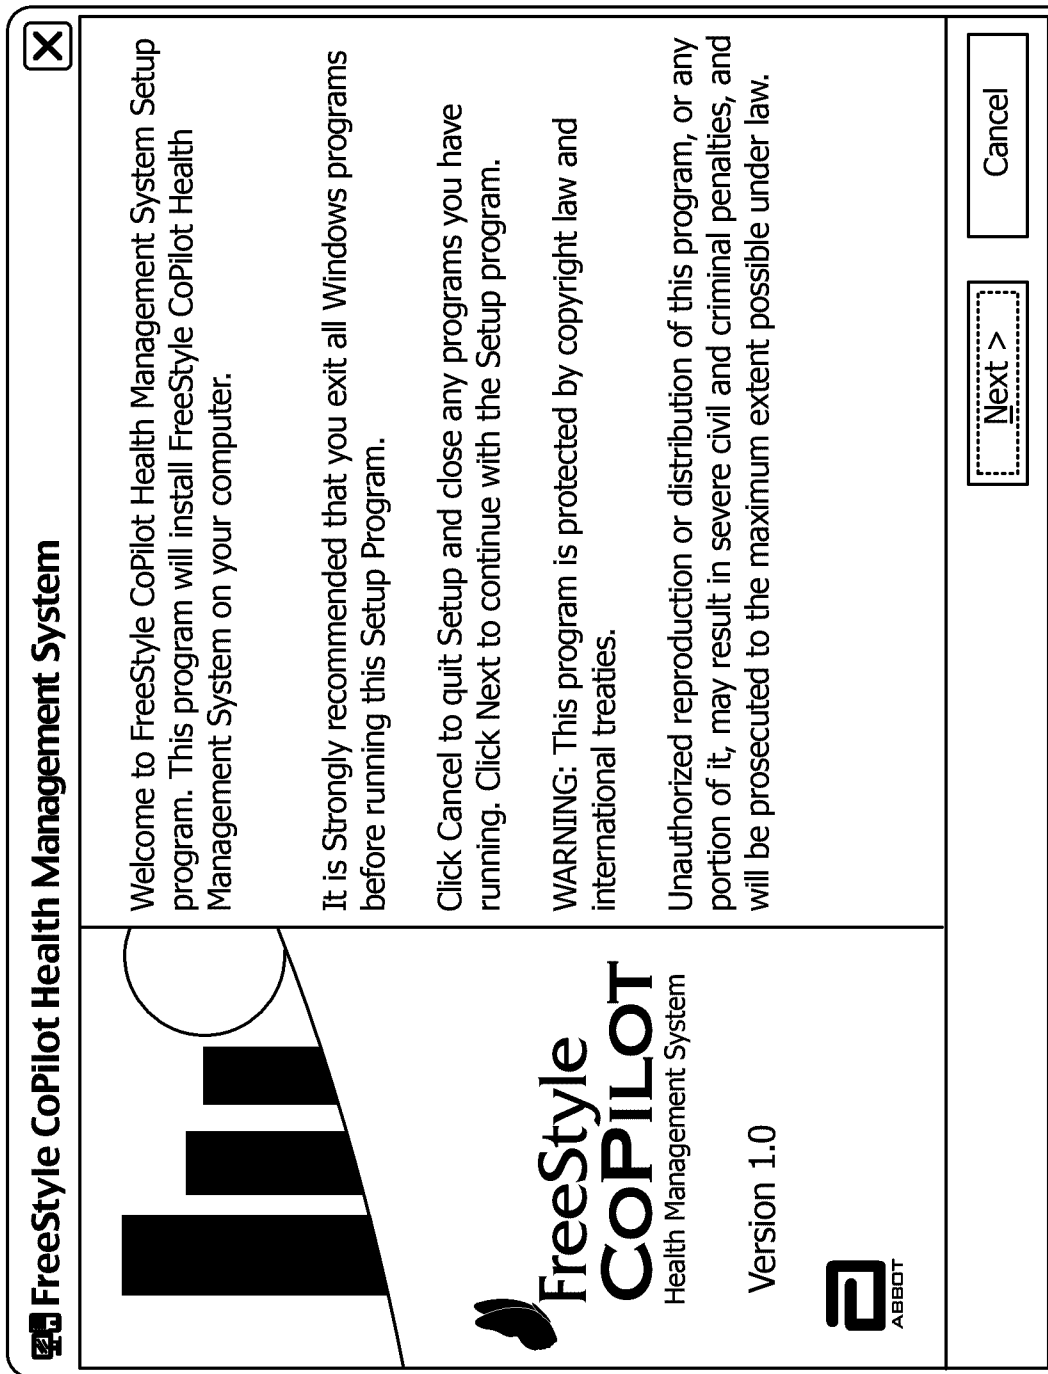 FreeStyle CoPilot Health Management System
Welcome to FreeStyle CoPilot Health Management System Setup
program. This program will install FreeStyle CoPilot Health
Management System on your computer.
It is Strongly recommended that you exit all Windows programs
before running this Setup Program.
Click Cancel to quit Setup and close any programs you have
running. Click Next to continue with the Setup program.
WARNING: This program is protected by copyright law and
international treaties.
Unauthorized reproduction or distribution of this program, or any
portion of it, may result in severe civil and criminal penalties, and
will be prosecuted to the maximum extent possible under law.
FreeStyle
COPILOT
Health Management System
Version 1.0
ABBOT
Next >
Cancel